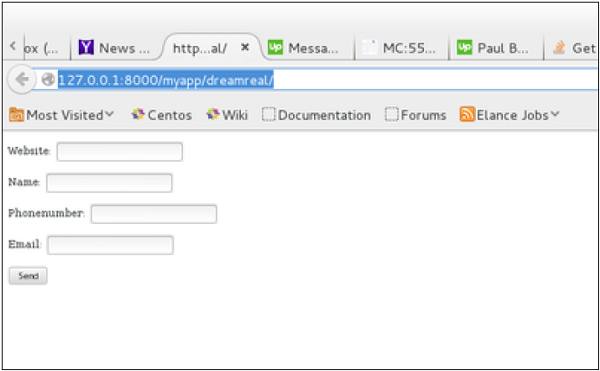 ox (... News ... http...al/ × Messa... MC:55... Paul B... Get
127.0.0.1:8000/myapp/dreamreal/
Most Visited Centos Wiki Documentation Forums Elance Jobs
Website:
Name:
Phonenumber:
Email:
Send